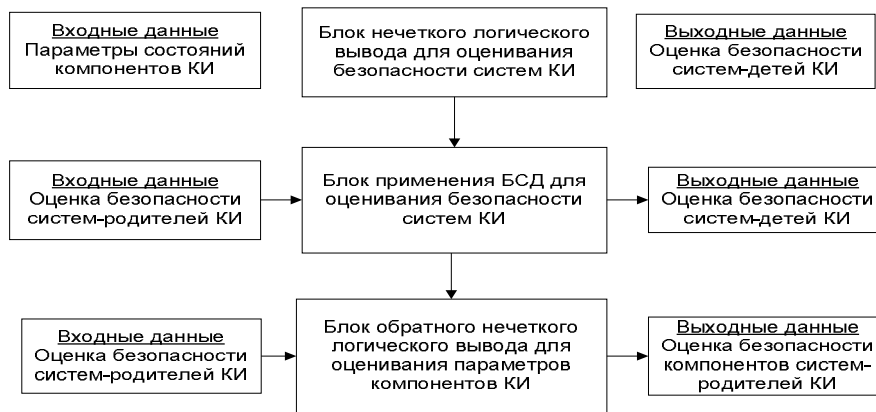 Входные данные
Параметры состояний
компонентов КИ
Блок нечеткого логического
вывода для оценивания
безопасности систем КИ
Выходные данные
Оценка безопасности
систем-детей КИ
Входные данные
Оценка безопасности
систем-родителей КИ
Блок применения БСД для
оценивания безопасности
систем КИ
Выходные данные
Оценка безопасности
систем-детей КИ
Входные данные
Оценка безопасности
систем-родителей КИ
Блок обратного нечеткого
логического вывода для
оценивания параметров
компонентов КИ
Выходные данные
Оценка безопасности
компонентов систем-
родителей КИ